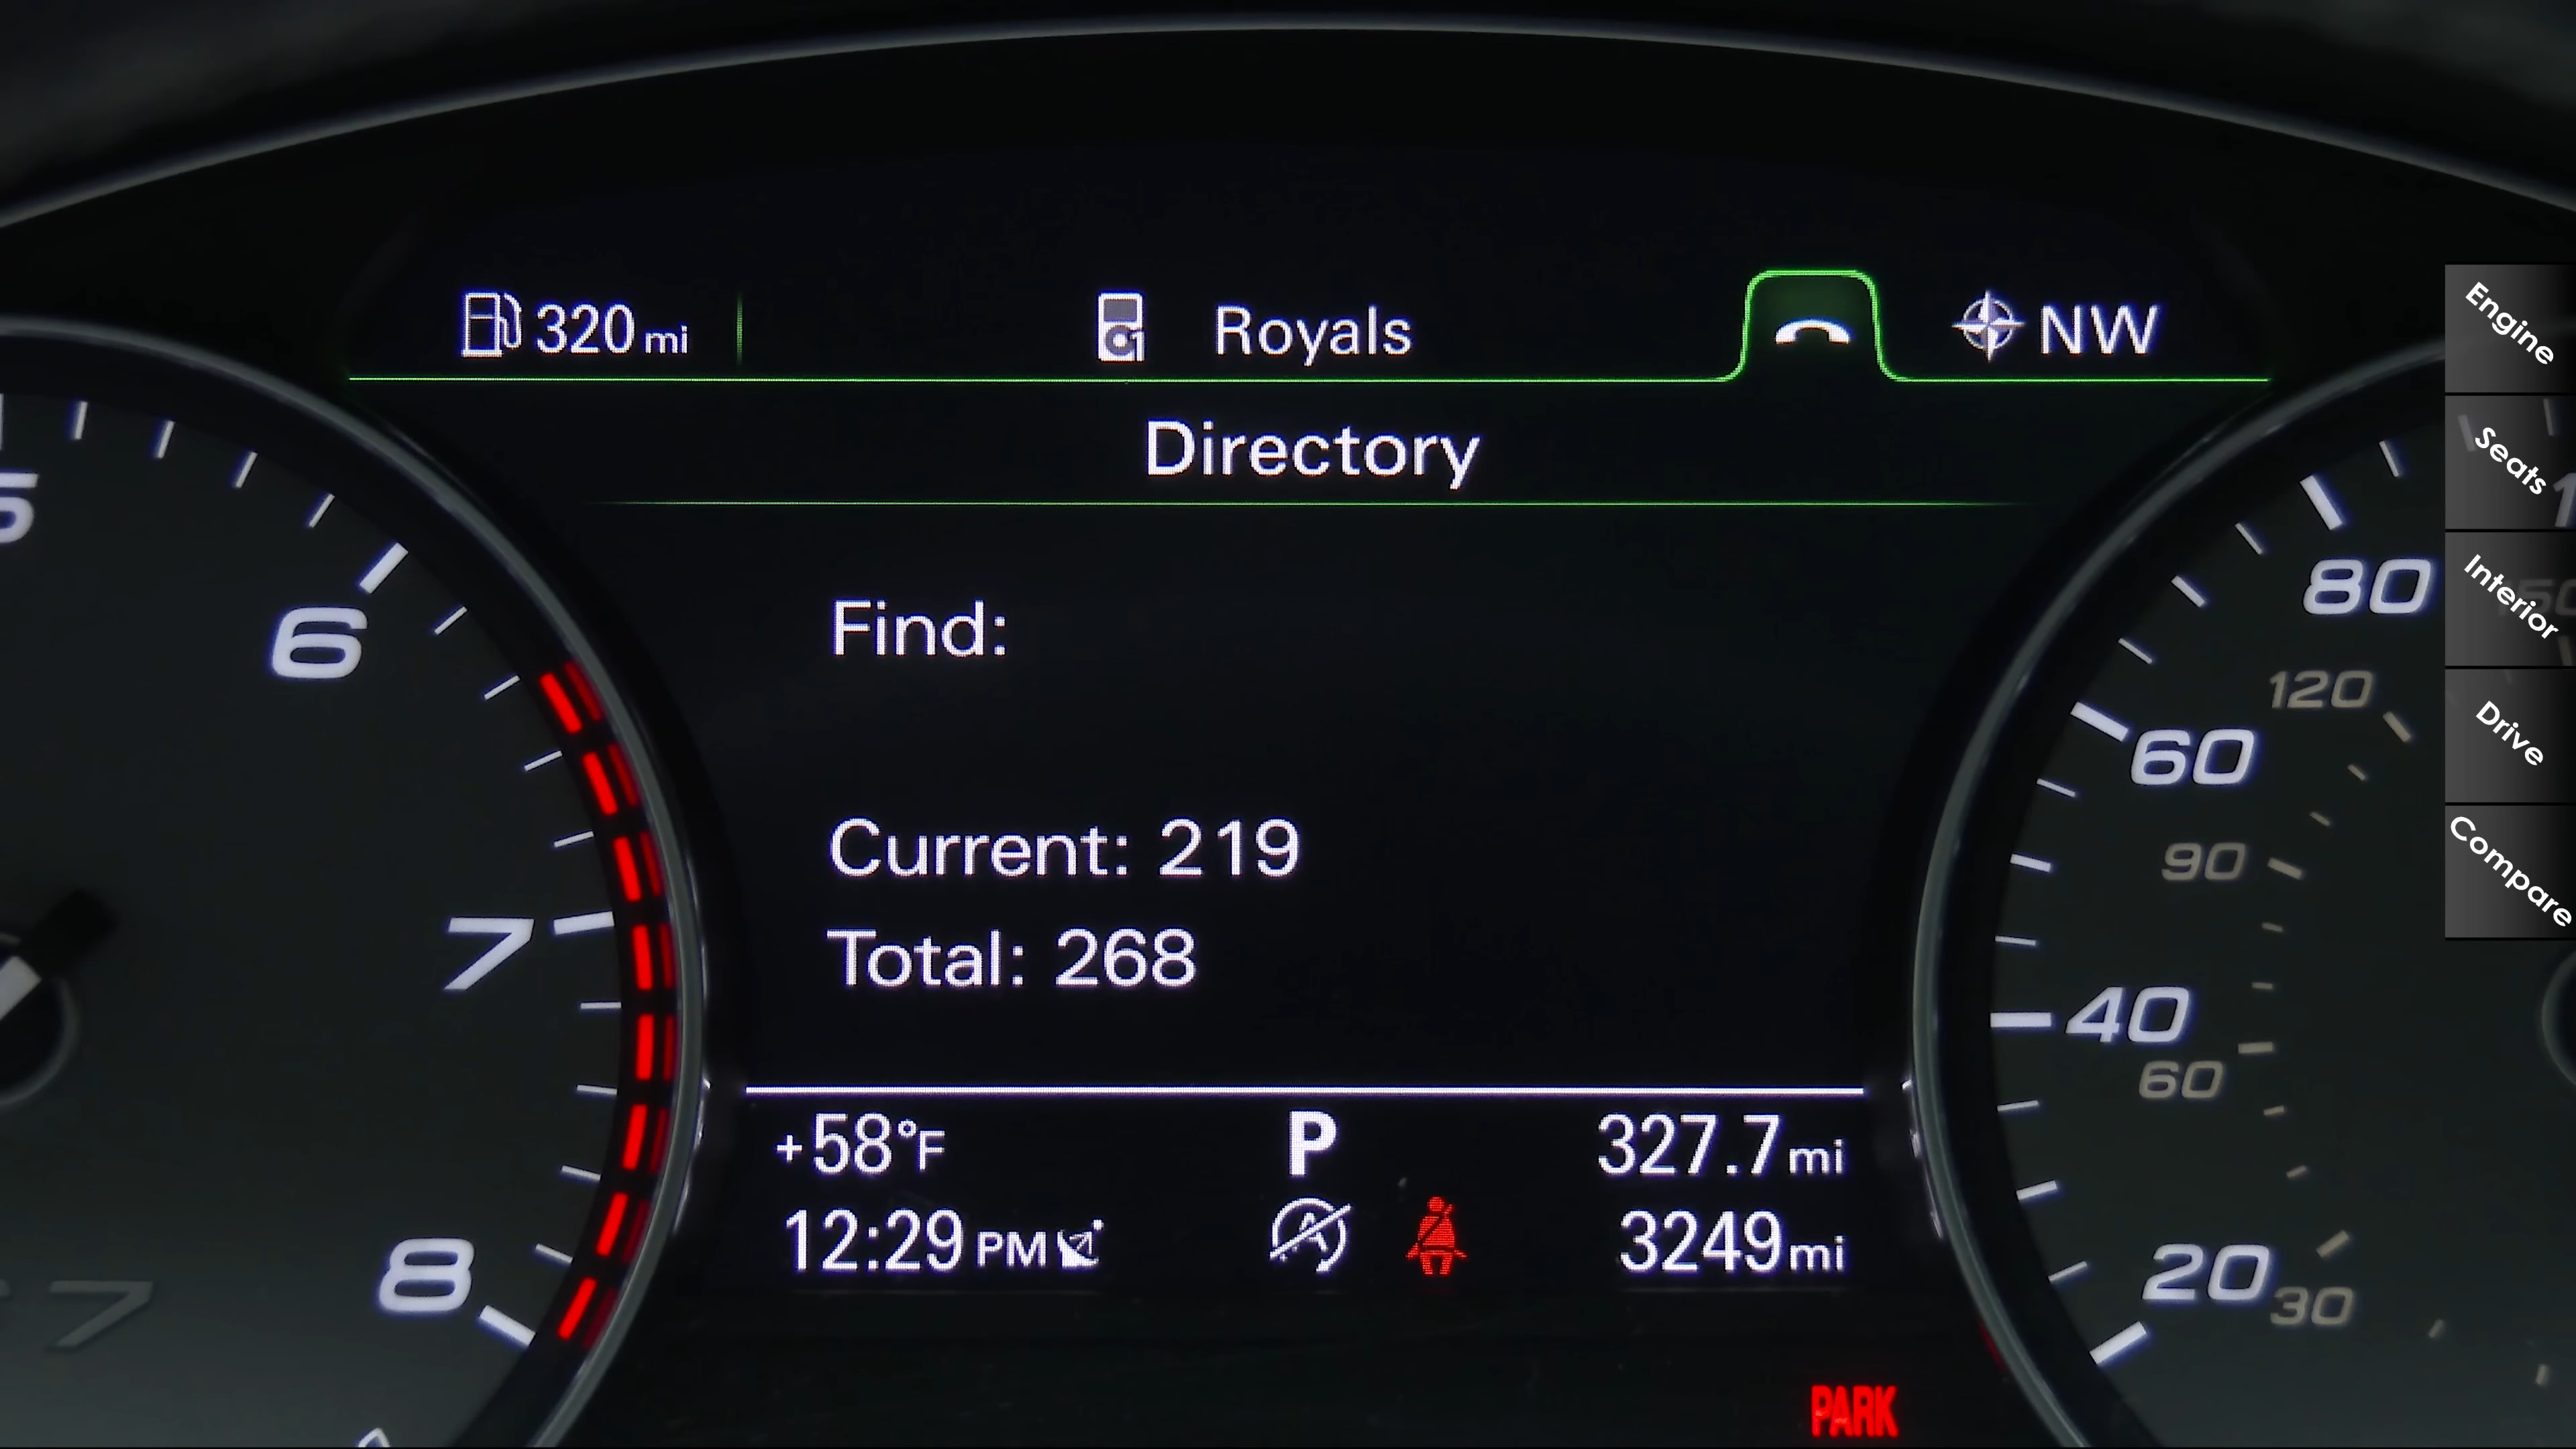 320 mi
Royals
NW
Directory
Find:
Current: 219
Total: 268
+58°F
P
327.7 mi
12:29 PM
3249 mi
PARK
5
6
7
8
80
60
40
20
120
90
60
30
Engine
Seats
Interior
Drive
Compare